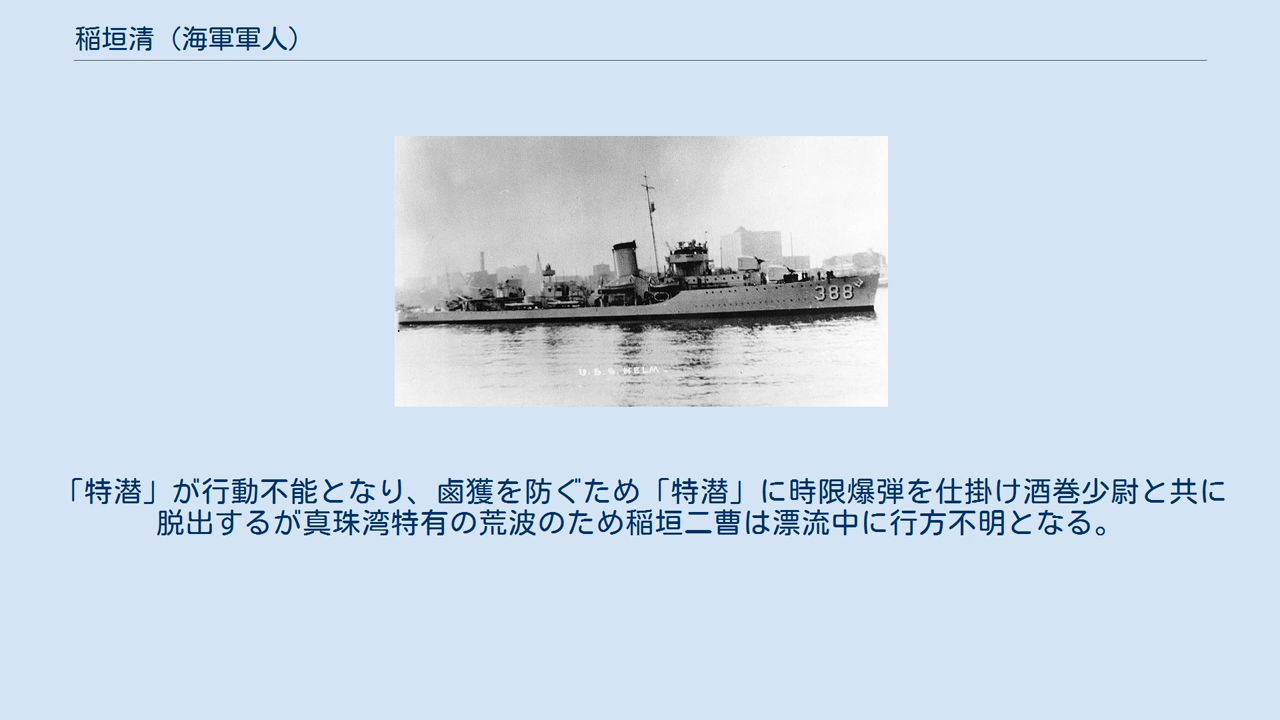 稲垣清（海軍軍人）
388
U.S.S. HELM
「特潜」が行動不能となり、鹵獲を防ぐため「特潜」に時限爆弾を仕掛け酒巻少尉と共に
脱出するが真珠湾特有の荒波のため稲垣二曹は漂流中に行方不明となる。